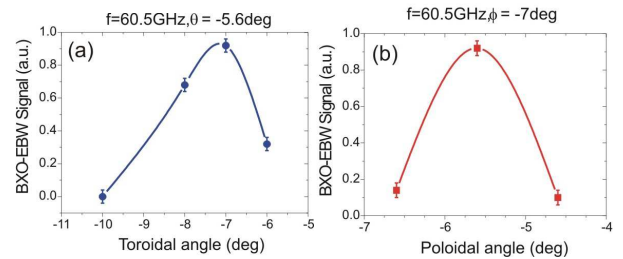 f=60.5GHz,θ = -5.6deg
(a)
BXO-EBW Signal (a.u.)
0.8
0.6
0.4
0.2
0.0
-11 -10 -9 -8 -7 -6 -5
Toroidal angle (deg)
f=60.5GHz,ϕ = -7deg
(b)
BXO-EBW Signal (a.u.)
1.0
0.8
0.6
0.4
0.2
0.0
-7 -6 -5 -4
Poloidal angle (deg)